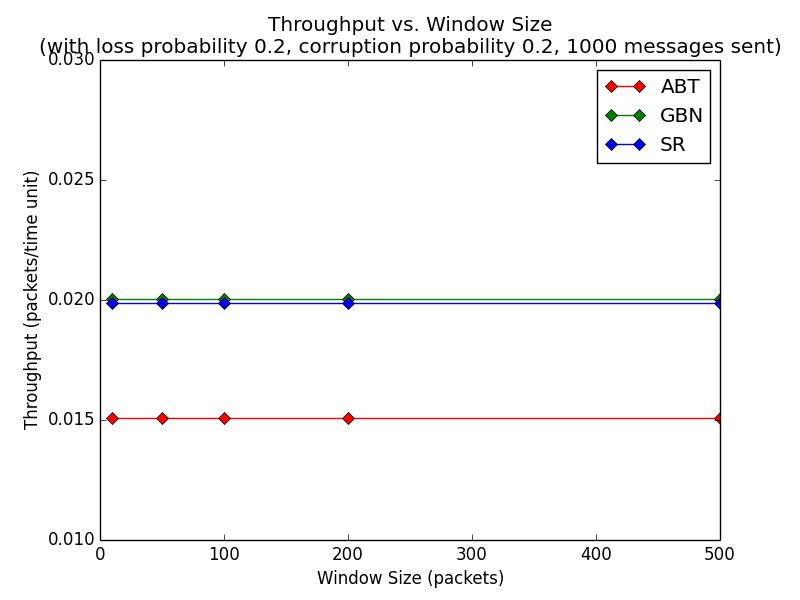 Throughput vs. Window Size
(with loss probability 0.2, corruption probability 0.2, 1000 messages sent)
0.030
0.025
0.020
0.015
0.010
Throughput (packets/time unit)
ABT
GBN
SR
0
100
200
300
400
500
Window Size (packets)